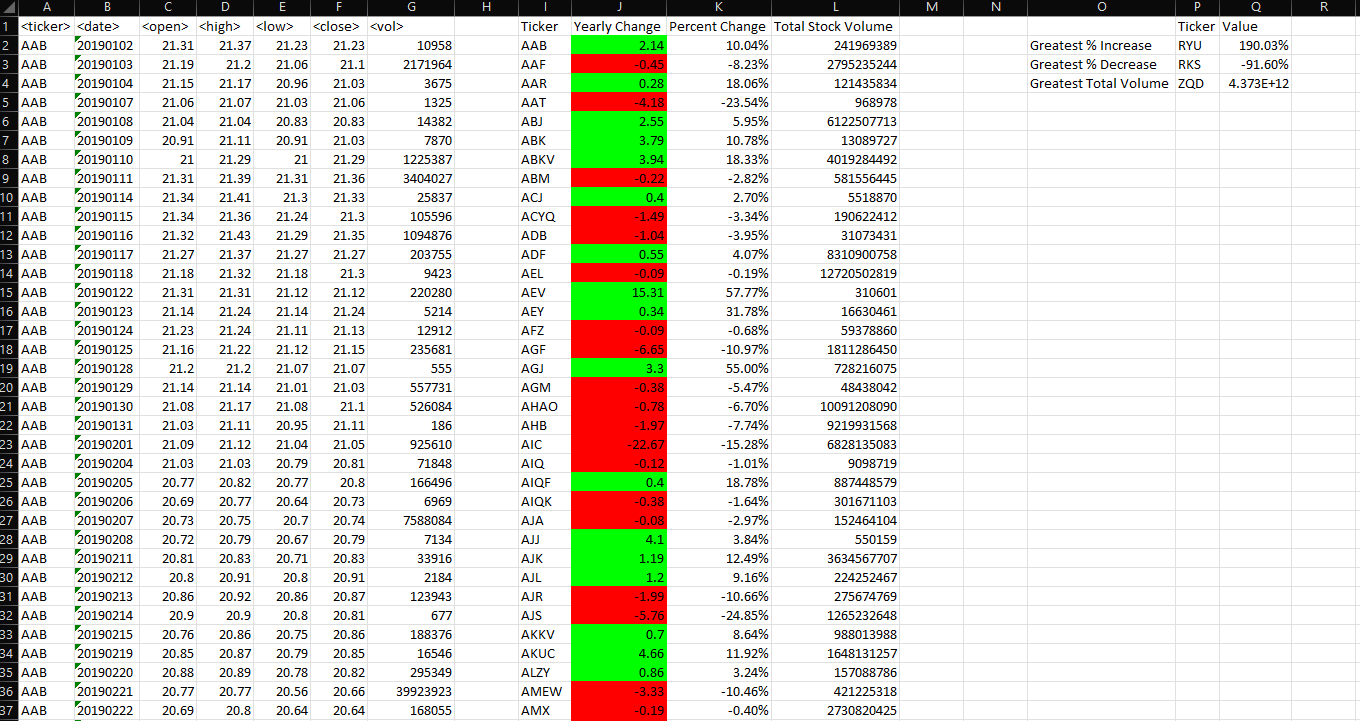 A B C D E F G H I J K L M N O P Q R
1 <ticker> <date> <open> <high> <low> <close> <vol> Ticker Yearly Change Percent Change Total Stock Volume Ticker Value
2 AAB 20190102 21.31 21.37 21.23 21.23 10958 AAB 2.14 10.04% 241969389 Greatest % Increase RYU 190.03%
3 AAB 20190103 21.19 21.2 21.06 21.1 2171964 AAF -0.45 -8.23% 2795235244 Greatest % Decrease RKS -91.60%
4 AAB 20190104 21.15 21.17 20.96 21.03 3675 AAR 0.28 18.06% 121435834 Greatest Total Volume ZQD 4.373E+12
5 AAB 20190107 21.06 21.07 21.03 21.06 1325 AAT -4.18 -23.54% 968978
6 AAB 20190108 21.04 21.04 20.83 20.83 14382 ABJ 2.55 5.95% 6122507713
7 AAB 20190109 20.91 21.11 20.91 21.03 7870 ABK 3.79 10.78% 13089727
8 AAB 20190110 21 21.29 21 21.29 1225387 ABKV 3.94 18.33% 4019284492
9 AAB 20190111 21.31 21.39 21.31 21.36 3404027 ABM -0.22 -2.82% 581556445
10 AAB 20190114 21.34 21.41 21.3 21.33 25837 ACJ 0.4 2.70% 5518870
11 AAB 20190115 21.34 21.36 21.24 21.3 105596 ACYQ -1.49 -3.34% 190622412
12 AAB 20190116 21.32 21.43 21.29 21.35 1094876 ADB -1.04 -3.95% 31073431
13 AAB 20190117 21.27 21.37 21.27 21.27 203755 ADF 0.55 4.07% 8310900758
14 AAB 20190118 21.18 21.32 21.18 21.3 9423 AEL -0.09 -0.19% 12720502819
15 AAB 20190122 21.31 21.31 21.12 21.12 220280 AEV 15.31 57.77% 310601
16 AAB 20190123 21.14 21.24 21.14 21.24 5214 AEY 0.34 31.78% 16630461
17 AAB 20190124 21.23 21.24 21.11 21.13 12912 AFZ -0.09 -0.68% 59378860
18 AAB 20190125 21.16 21.22 21.12 21.15 235681 AGF -6.65 -10.97% 1811286450
19 AAB 20190128 21.2 21.2 21.07 21.07 555 AGJ 3.3 55.00% 728216075
20 AAB 20190129 21.14 21.14 21.01 21.03 557731 AGM -0.38 -5.47% 48438042
21 AAB 20190130 21.08 21.17 21.08 21.1 526084 AHAO -0.78 -6.70% 10091208090
22 AAB 20190131 21.03 21.11 20.95 21.11 186 AHB -1.97 -7.74% 9219931568
23 AAB 20190201 21.09 21.12 21.04 21.05 925610 AIC -22.67 -15.28% 6828135083
24 AAB 20190204 21.03 21.03 20.79 20.81 71848 AIQ -0.12 -1.01% 9098719
25 AAB 20190205 20.77 20.82 20.77 20.8 166496 AIQF 0.4 18.78% 887448579
26 AAB 20190206 20.69 20.77 20.64 20.73 6969 AIQK -0.38 -1.64% 301671103
27 AAB 20190207 20.73 20.75 20.7 20.74 7588084 AJA -0.08 -2.97% 152464104
28 AAB 20190208 20.72 20.79 20.67 20.79 7134 AJJ 4.1 3.84% 550159
29 AAB 20190211 20.81 20.83 20.71 20.83 33916 AJK 1.19 12.49% 3634567707
30 AAB 20190212 20.8 20.91 20.8 20.91 2184 AJL 1.2 9.16% 224252467
31 AAB 20190213 20.86 20.92 20.86 20.87 123943 AJR -1.99 -10.66% 275674769
32 AAB 20190214 20.9 20.9 20.8 20.81 677 AJS -5.76 -24.85% 1265232648
33 AAB 20190215 20.76 20.86 20.75 20.86 188376 AKKV 0.7 8.64% 988013988
34 AAB 20190219 20.85 20.87 20.79 20.85 16546 AKUC 4.66 11.92% 1648131257
35 AAB 20190220 20.88 20.89 20.78 20.82 295349 ALZY 0.86 3.24% 157088786
36 AAB 20190221 20.77 20.77 20.56 20.66 39923923 AMEW -3.33 -10.46% 421225318
37 AAB 20190222 20.69 20.8 20.64 20.64 168055 AMX -0.19 -0.40% 2730820425